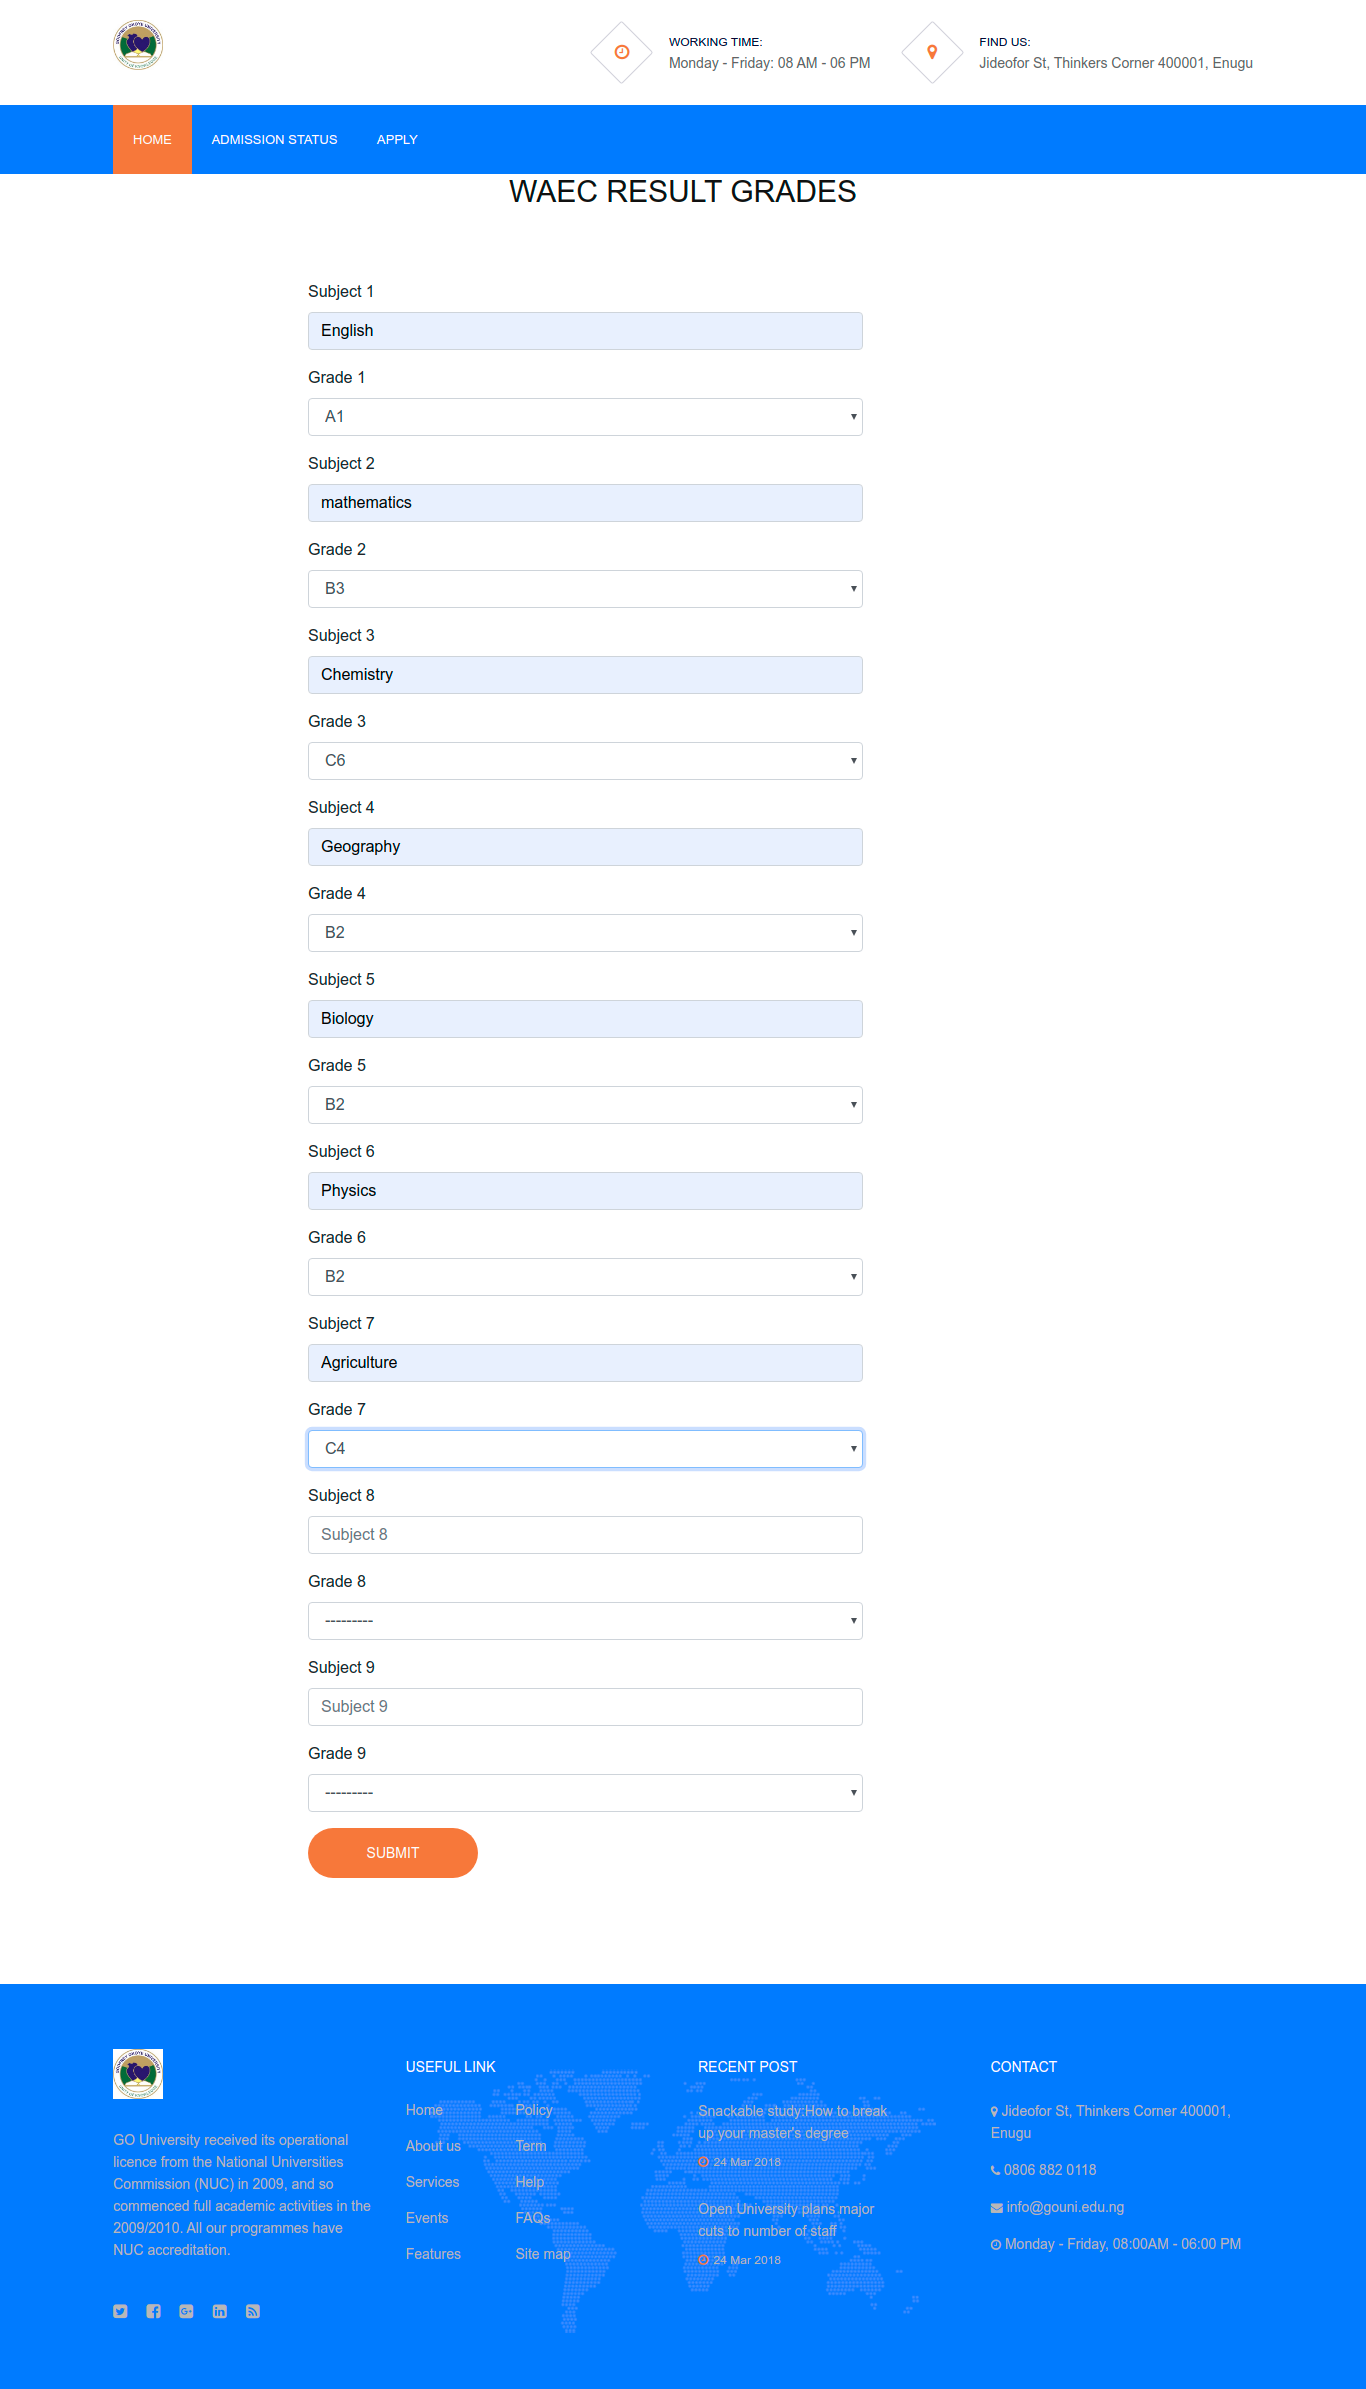 WORKING TIME:
Monday - Friday: 08 AM - 06 PM
FIND US:
Jideofor St, Thinkers Corner 400001, Enugu
HOME
ADMISSION STATUS
APPLY
WAEC RESULT GRADES
Subject 1
English
Grade 1
A1
Subject 2
mathematics
Grade 2
B3
Subject 3
Chemistry
Grade 3
C6
Subject 4
Geography
Grade 4
B2
Subject 5
Biology
Grade 5
B2
Subject 6
Physics
Grade 6
B2
Subject 7
Agriculture
Grade 7
C4
Subject 8
Subject 8
Grade 8
---------
Subject 9
Subject 9
Grade 9
---------
SUBMIT
GO University received its operational
licence from the National Universities
Commission (NUC) in 2009, and so
commenced full academic activities in the
2009/2010. All our programmes have
NUC accreditation.
USEFUL LINK
Home
About us
Services
Events
Features
Policy
Term
Help
FAQs
Site map
RECENT POST
Snackable study:How to break
up your master's degree
24 Mar 2018
Open University plans major
cuts to number of staff
24 Mar 2018
CONTACT
Jideofor St, Thinkers Corner 400001,
Enugu
0806 882 0118
info@gouni.edu.ng
Monday - Friday, 08:00AM - 06:00 PM